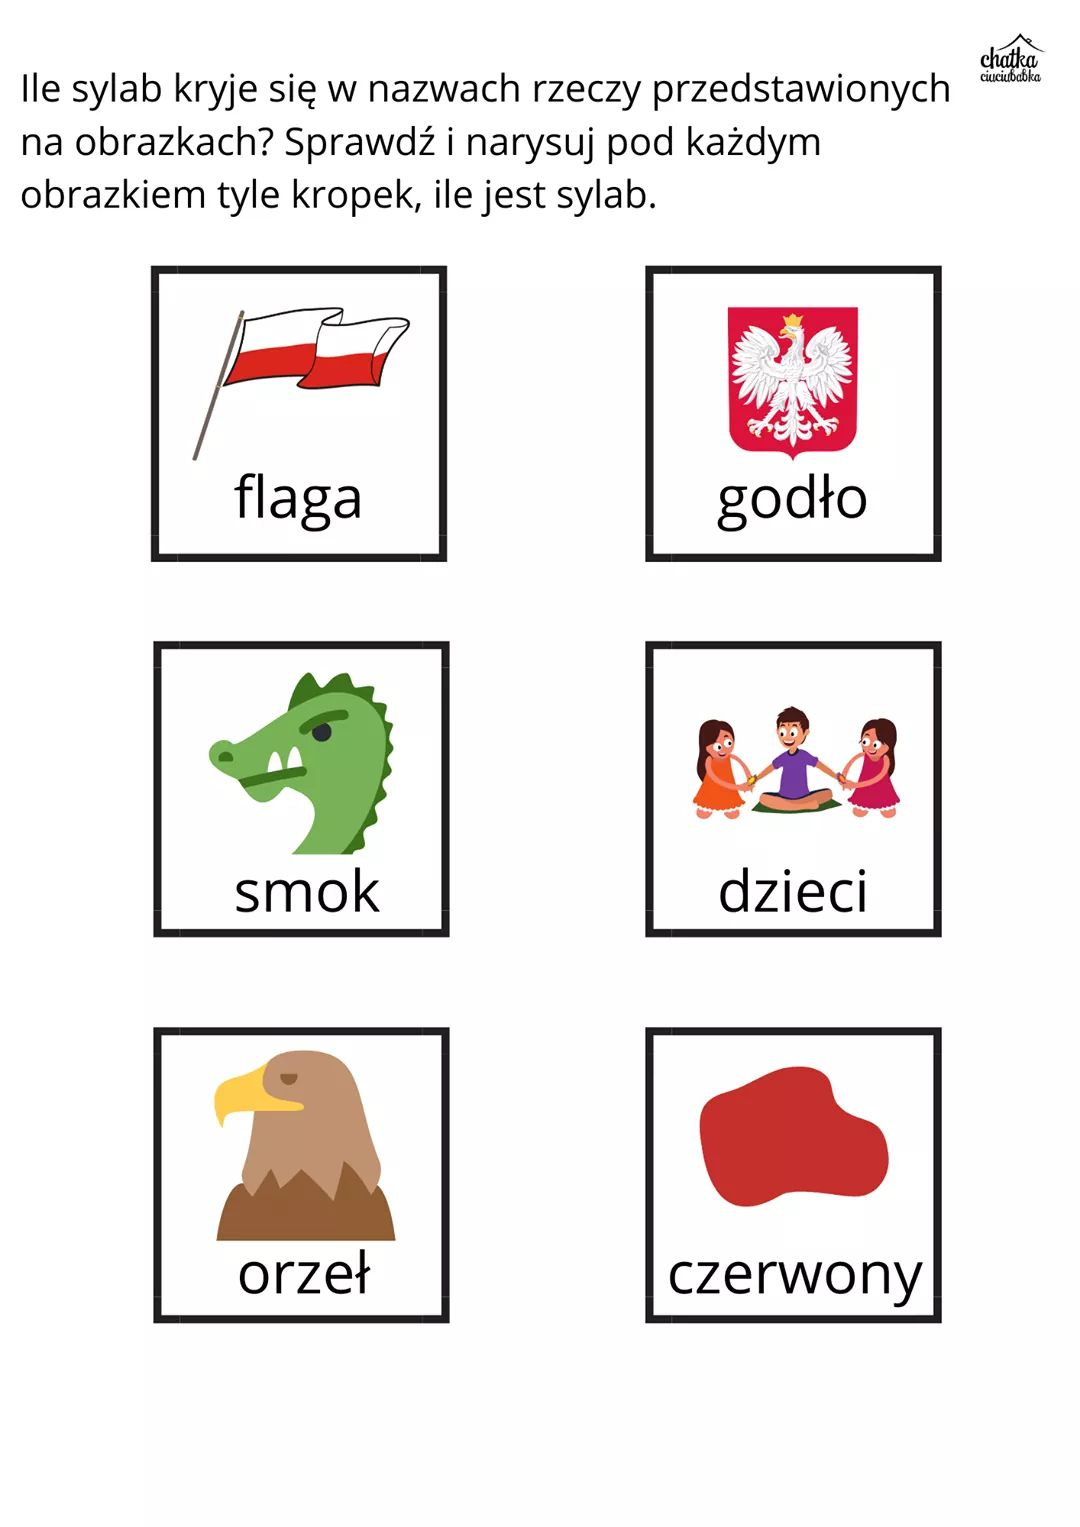 chatka
ciuciubabka
Ile sylab kryje się w nazwach rzeczy przedstawionych
na obrazkach? Sprawdź i narysuj pod każdym
obrazkiem tyle kropek, ile jest sylab.
flaga
godło
smok
dzieci
orzeł
czerwony